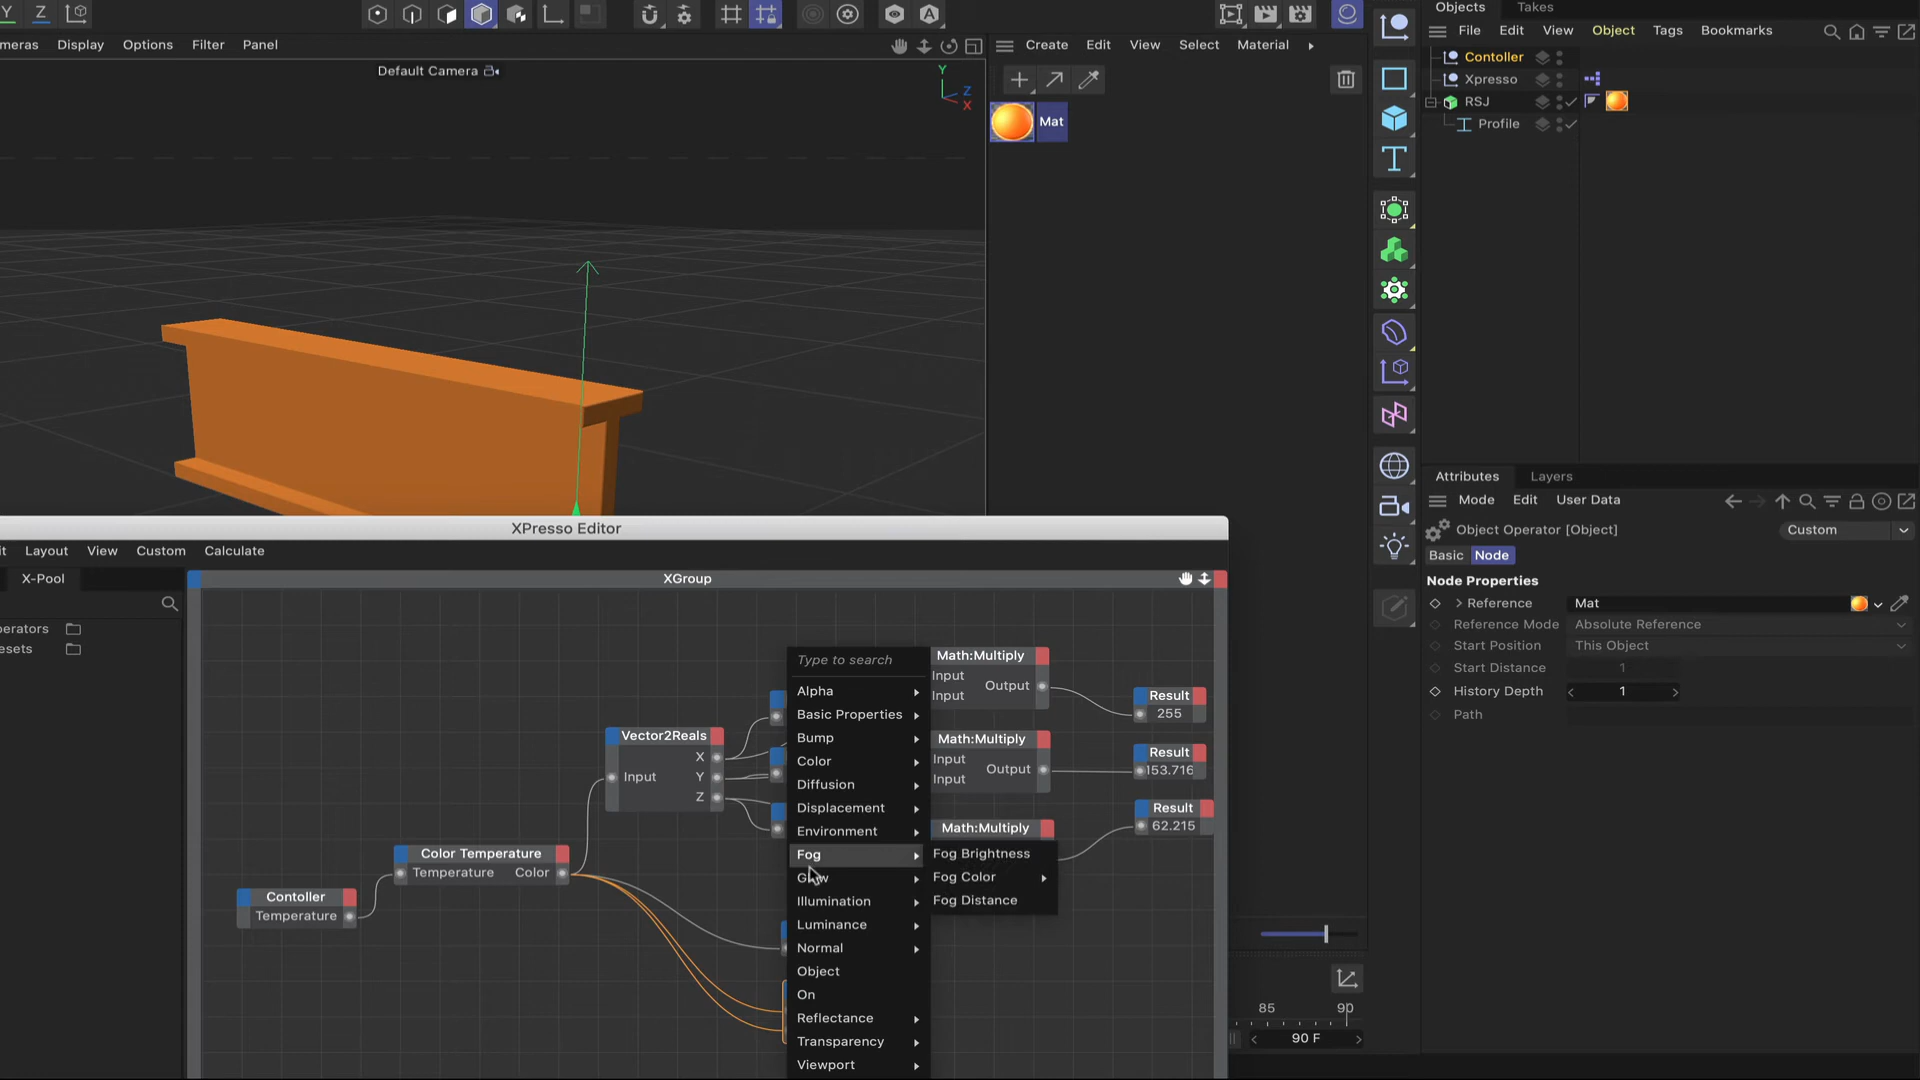 Y
Z
Objects
Takes
File Edit View Object Tags Bookmarks
meras Display Options Filter Panel
Create Edit View Select Material
Default Camera
Y
Z
X
Mat
Contoller
Xpresso
RSJ
Profile
Attributes
Layers
Mode Edit User Data
Object Operator [Object]
Custom
Basic Node
Node Properties
Reference Mat
Reference Mode Absolute Reference
Start Position This Object
Start Distance 1
History Depth 1
Path
XPresso Editor
it Layout View Custom Calculate
X-Pool
XGroup
erators
esets
Type to search
Alpha
Basic Properties
Bump
Color
Diffusion
Displacement
Environment
Fog
Glow
Illumination
Luminance
Normal
Object
On
Reflectance
Transparency
Viewport
Fog Brightness
Fog Color
Fog Distance
Math:Multiply
Input
Output
Input
Result
255
Math:Multiply
Input
Output
Input
Result
153.716
Math:Multiply
Result
62.215
Vector2Reals
X
Input Y
Z
Color Temperature
Temperature Color
Contoller
Temperature
85 90
90 F